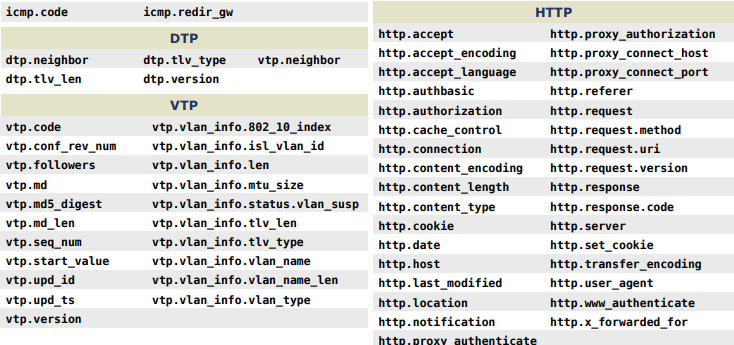 icmp.code icmp.redir_gw
DTP
dtp.neighbor dtp.tlv_type vtp.neighbor
dtp.tlv_len dtp.version
VTP
vtp.code vtp.vlan_info.802_10_index
vtp.conf_rev_num vtp.vlan_info.isl_vlan_id
vtp.followers vtp.vlan_info.len
vtp.md vtp.vlan_info.mtu_size
vtp.md5_digest vtp.vlan_info.status.vlan_susp
vtp.md_len vtp.vlan_info.tlv_len
vtp.seq_num vtp.vlan_info.tlv_type
vtp.start_value vtp.vlan_info.vlan_name
vtp.upd_id vtp.vlan_info.vlan_name_len
vtp.upd_ts vtp.vlan_info.vlan_type
vtp.version
HTTP
http.accept http.proxy_authorization
http.accept_encoding http.proxy_connect_host
http.accept_language http.proxy_connect_port
http.authbasic http.referer
http.authorization http.request
http.cache_control http.request.method
http.connection http.request.uri
http.content_encoding http.request.version
http.content_length http.response
http.content_type http.response.code
http.cookie http.server
http.date http.set_cookie
http.host http.transfer_encoding
http.last_modified http.user_agent
http.location http.www_authenticate
http.notification http.x_forwarded_for
http.proxy_authenticate